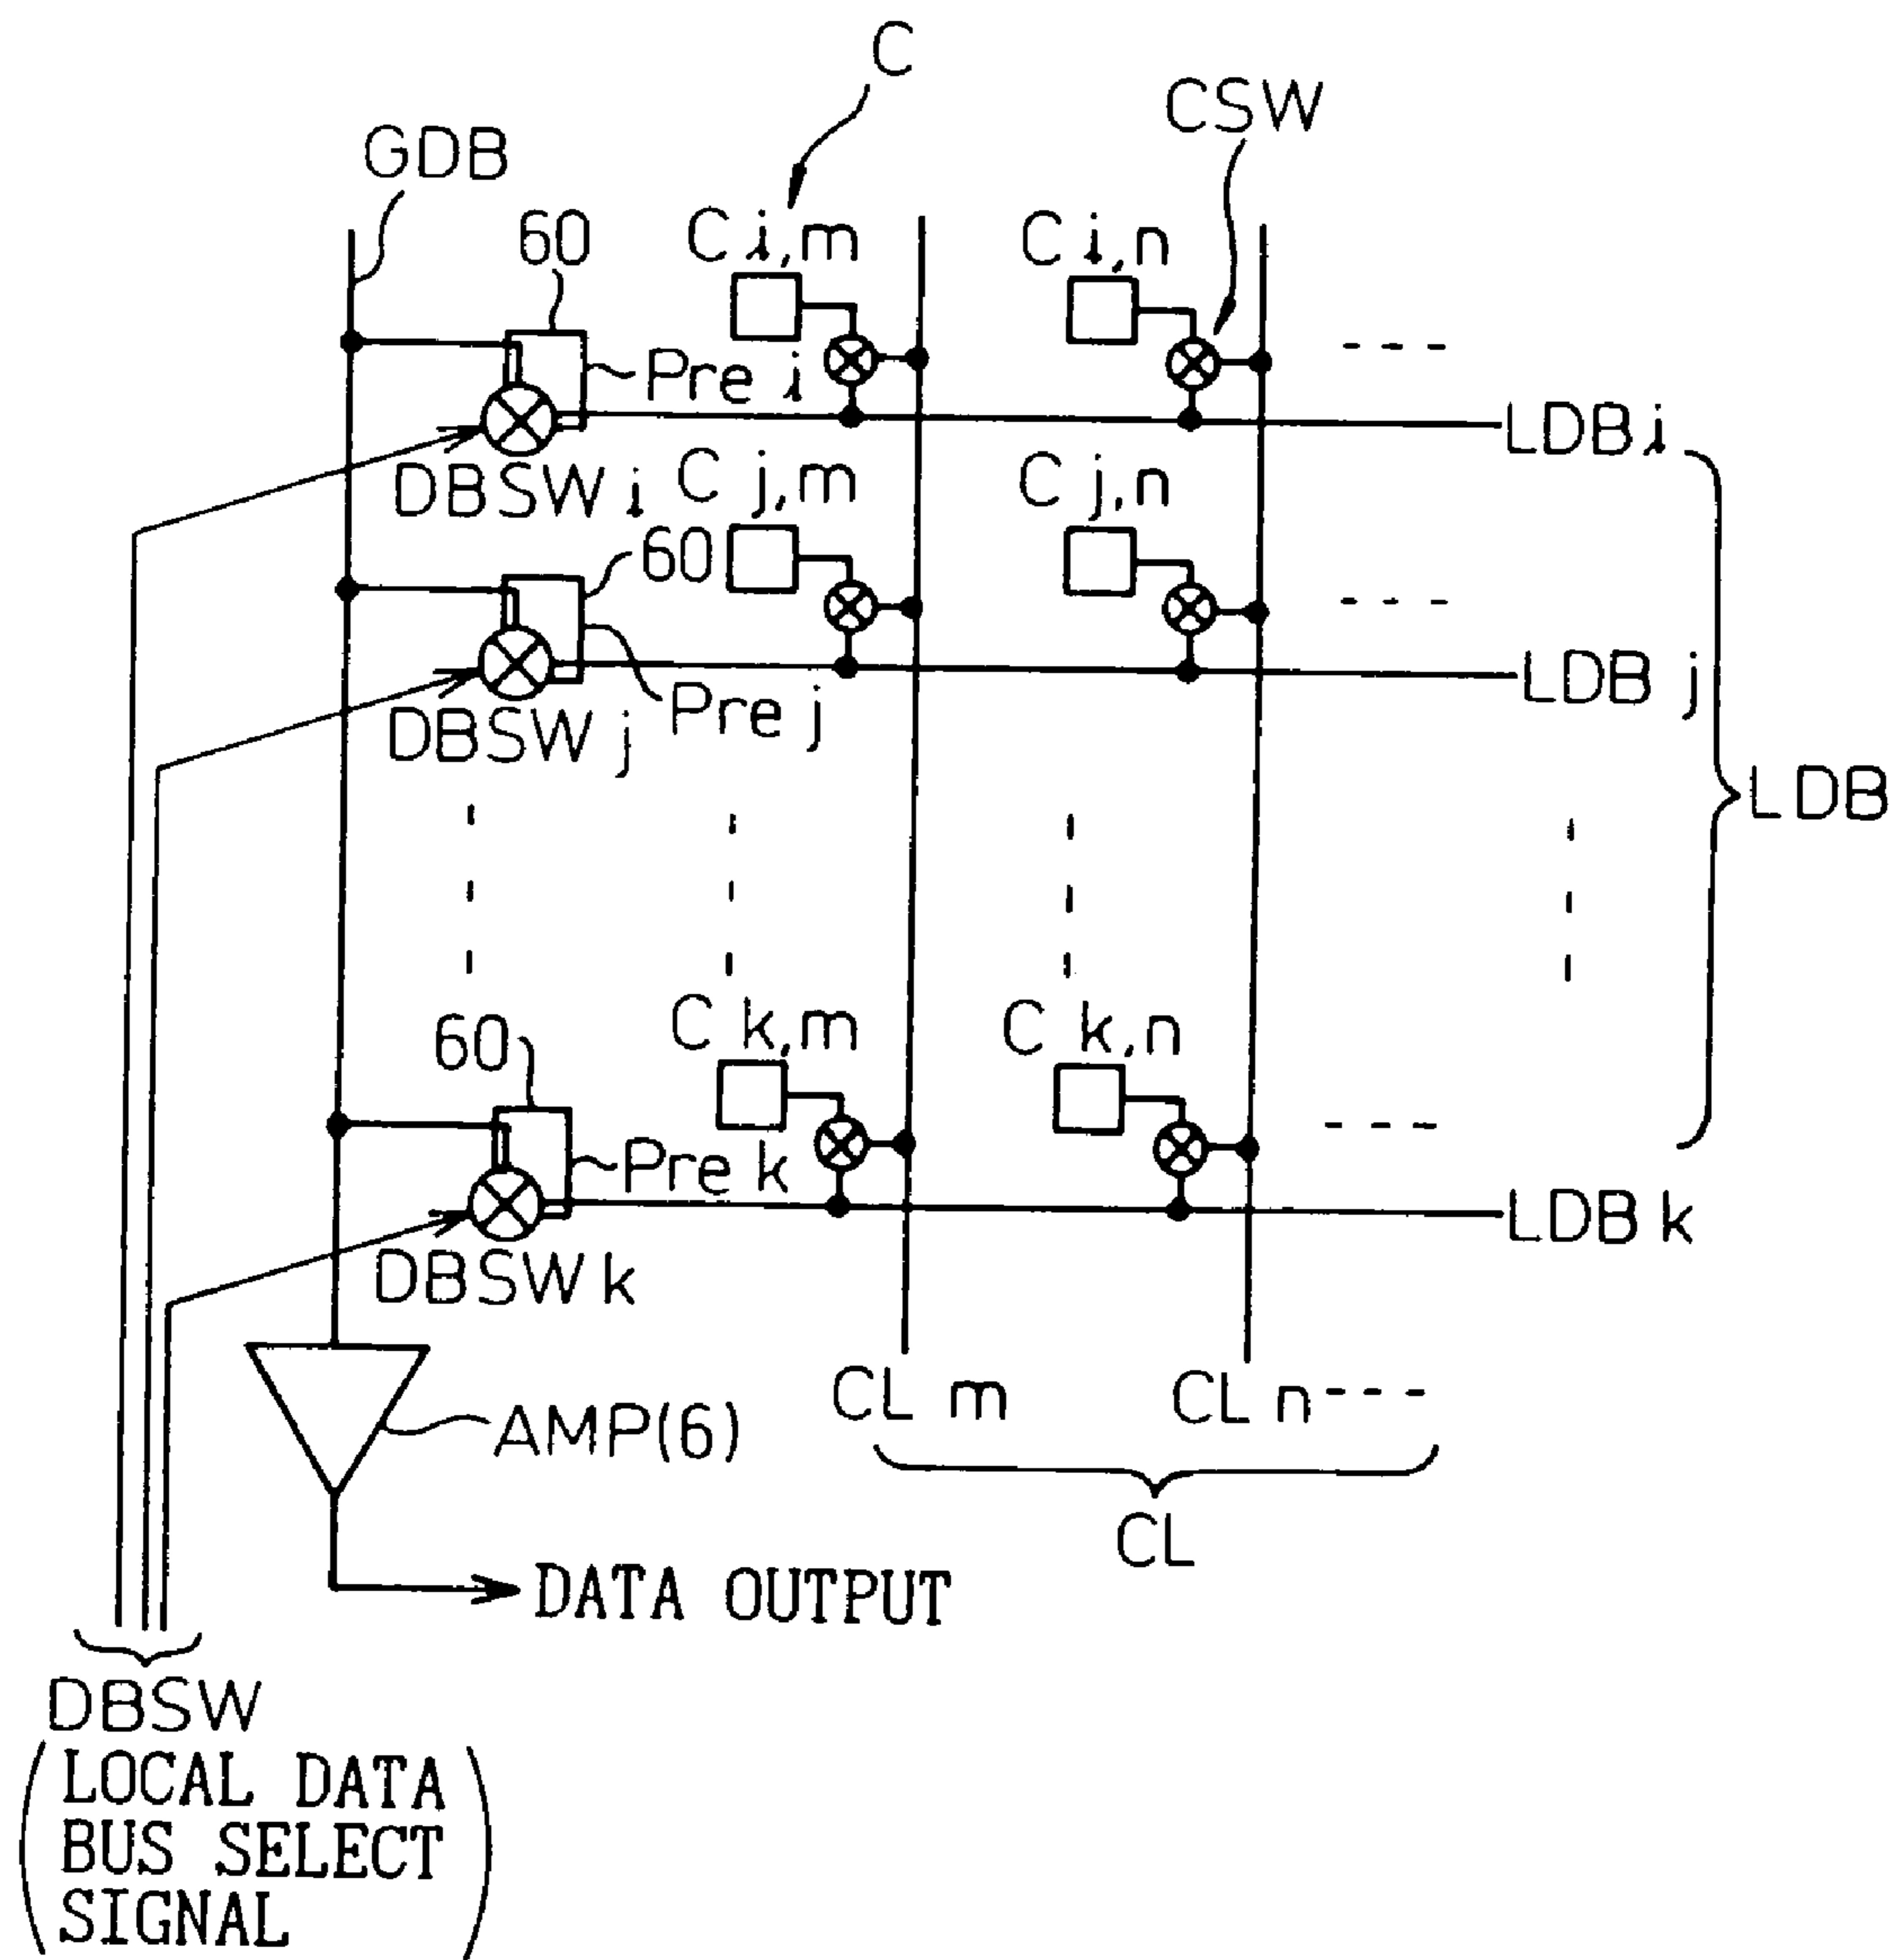 C
CSW
GDB
60
C i,m
C i,n
Pre i
LDB i
DBSW i
C j,m
C j,n
60
LDB j
Pre j
DBSW j
LDB
C k,m
C k,n
60
Pre k
LDB k
DBSW k
CL m
CL n
AMP(6)
CL
DATA OUTPUT
DBSW
(LOCAL DATA
BUS SELECT
SIGNAL)